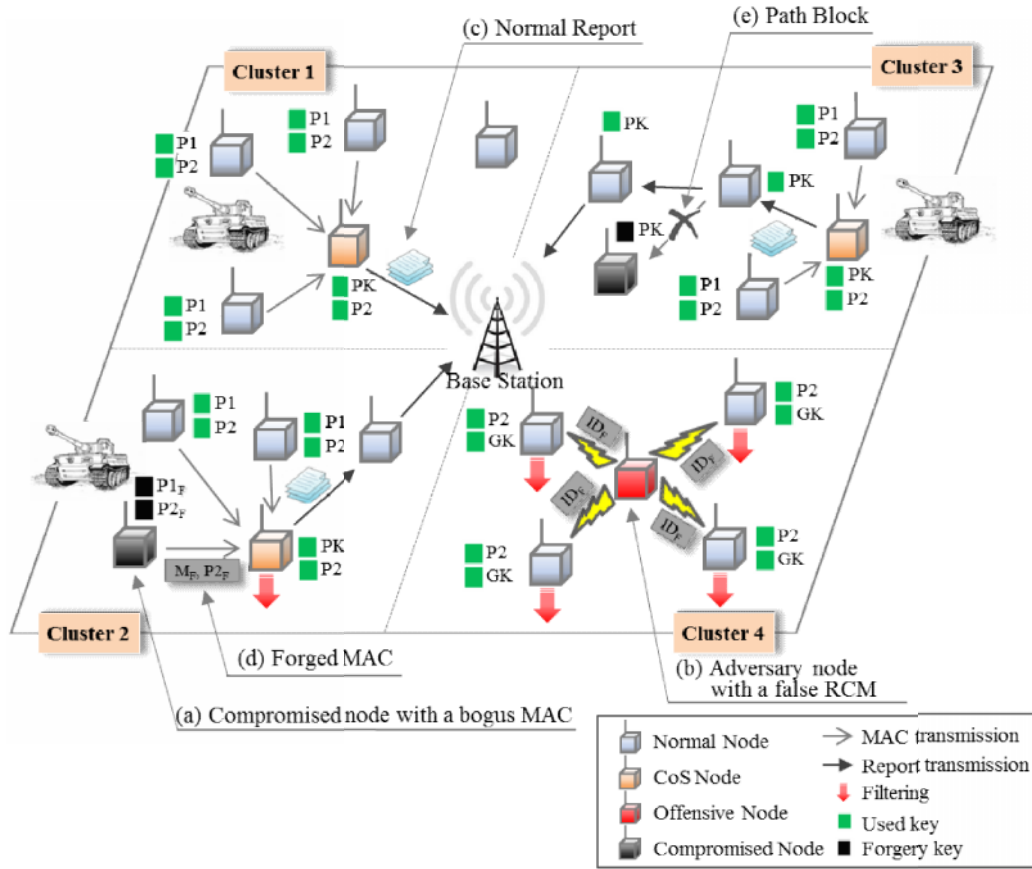 (c) Normal Report
(e) Path Block
Cluster 1
Cluster 3
P1
P2
P1
P2
P1
P2
PK
P2
PK
PK
PK
P1
P2
P1
P2
PK
P2
Base Station
P1
P2
P1
P2
P1F
P2F
MF, P2F
PK
P2
P2
GK
P2
GK
P2
GK
P2
GK
IDF
IDF
IDF
IDF
Cluster 2
Cluster 4
(d) Forged MAC
(b) Adversary node
with a false RCM
(a) Compromised node with a bogus MAC
Normal Node
CoS Node
Offensive Node
Compromised Node
MAC transmission
Report transmission
Filtering
Used key
Forgery key